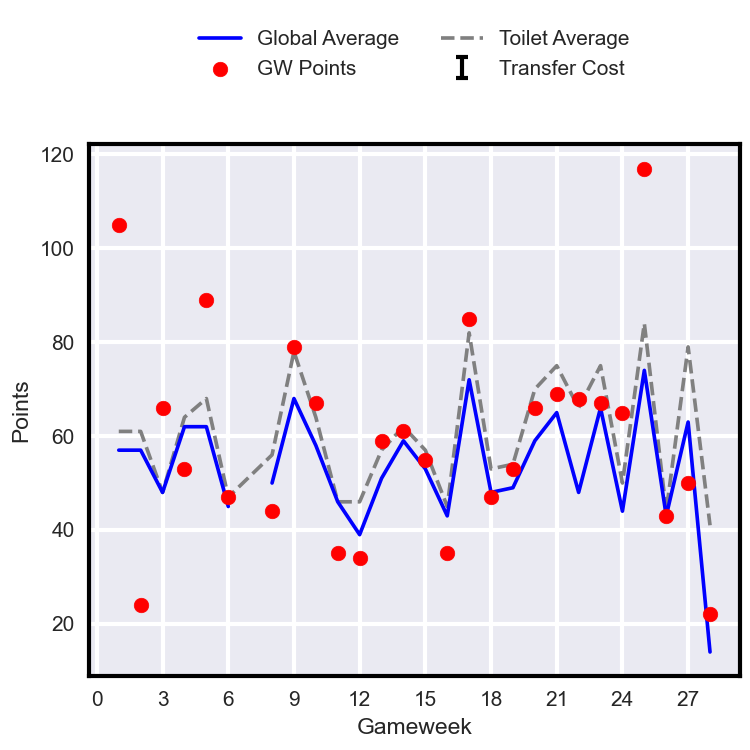 Global Average
Toilet Average
GW Points
Transfer Cost
120
100
80
60
40
20
Points
0 3 6 9 12 15 18 21 24 27
Gameweek